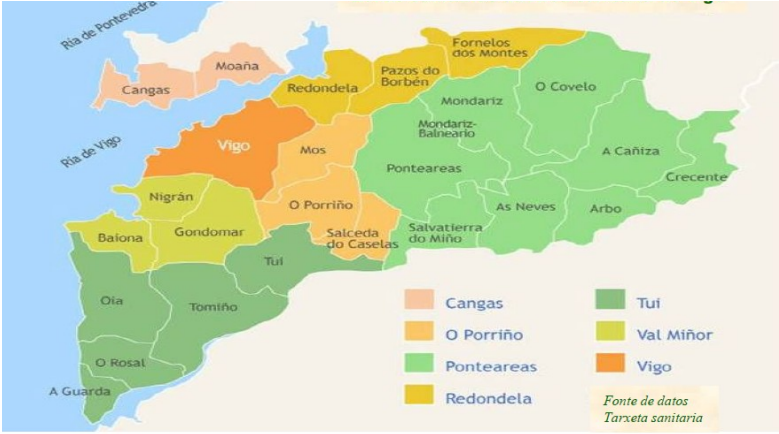 Ría de Pontevedra
Fornelos
dos Montes
Moaña
Pazos do
Borbén
Cangas
Redondela
O Covelo
Mondariz
Mondariz-
Balneario
Ría de Vigo
Vigo
Mos
A Cañiza
Ponteareas
Crecente
Nigrán
O Porriño
As Neves
Arbo
Baiona
Gondomar
Salceda
do Caselas
Salvatierra
do Miño
Tui
Oia
Tomiño
O Rosal
A Guarda
Cangas
O Porriño
Ponteareas
Redondela
Tui
Val Miñor
Vigo
Fonte de datos
Tarxeta sanitaria